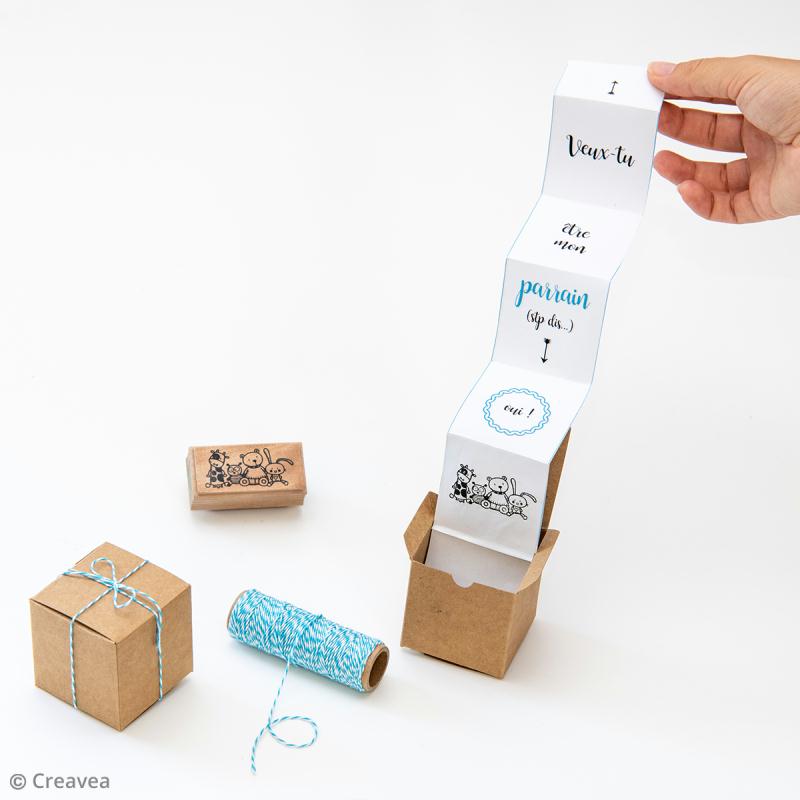 Veux-tu
être
mon
parrain
(stp dis...)
oui !
© Creavea